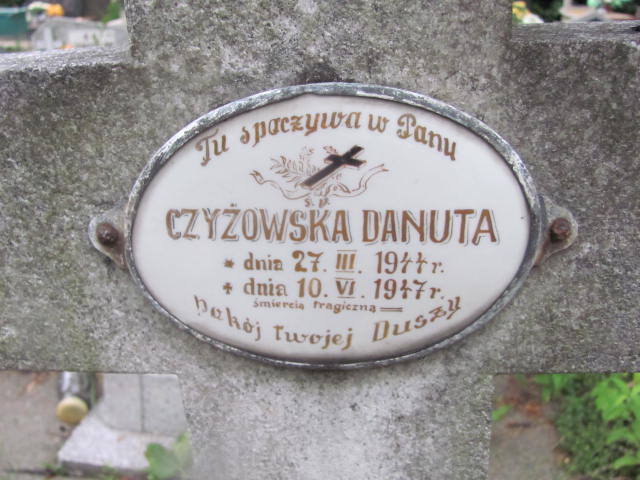 Tu spoczywa w Panu
Ś. P.
CZYŻOWSKA DANUTA
* dnia 27. III. 1944 r.
✝ dnia 10. VI. 1947 r.
śmiercią tragiczną
Pokój twojej Duszy